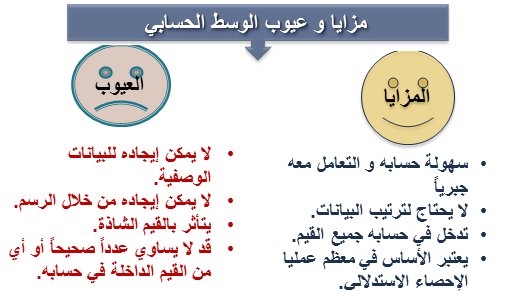 مزايا و عيوب الوسط الحسابي
المزايا
• سهولة حسابه و التعامل معه
جبرياً
• لا يحتاج لترتيب البيانات.
• تدخل في حسابه جميع القيم.
• يعتبر الأساس في معظم عمليا
الإحصاء الاستدلالي.
العيوب
• لا يمكن إيجاده للبيانات
الوصفية.
• لا يمكن إيجاده من خلال الرسم.
• يتأثر بالقيم الشاذة.
• قد لا يساوي عدداً صحيحاً أو أي
من القيم الداخلة في حسابه.